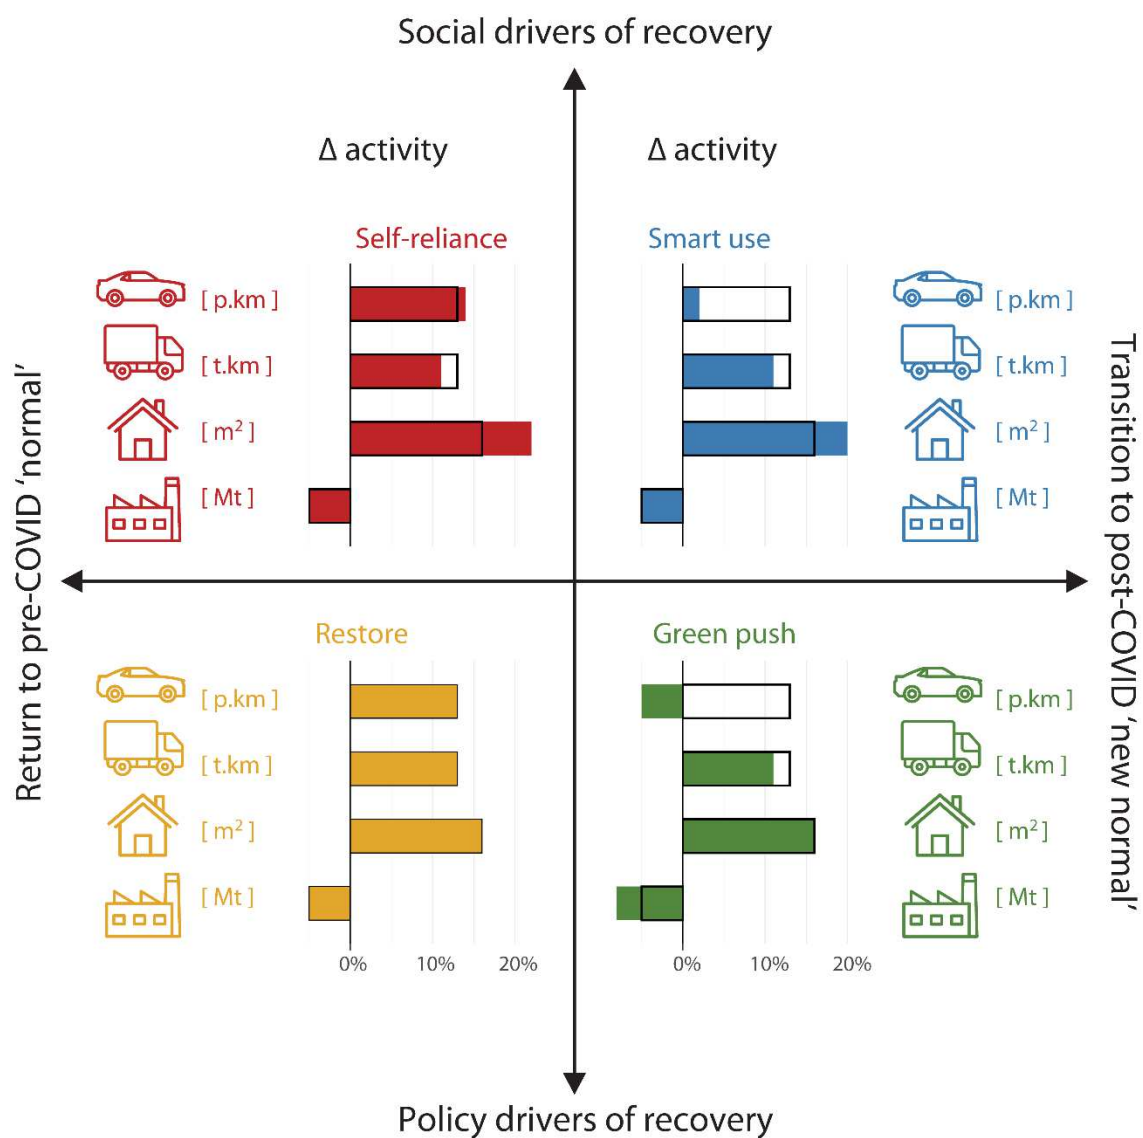 Social drivers of recovery
Δ activity
Δ activity
Self-reliance
Smart use
[ p.km ]
[ t.km ]
[ m² ]
[ Mt ]
[ p.km ]
[ t.km ]
[ m² ]
[ Mt ]
Return to pre-COVID ‘normal’
Transition to post-COVID ‘new normal’
Restore
Green push
[ p.km ]
[ t.km ]
[ m² ]
[ Mt ]
[ p.km ]
[t.km ]
[ m²]
[ Mt ]
0% 10% 20%
0% 10% 20%
Policy drivers of recovery